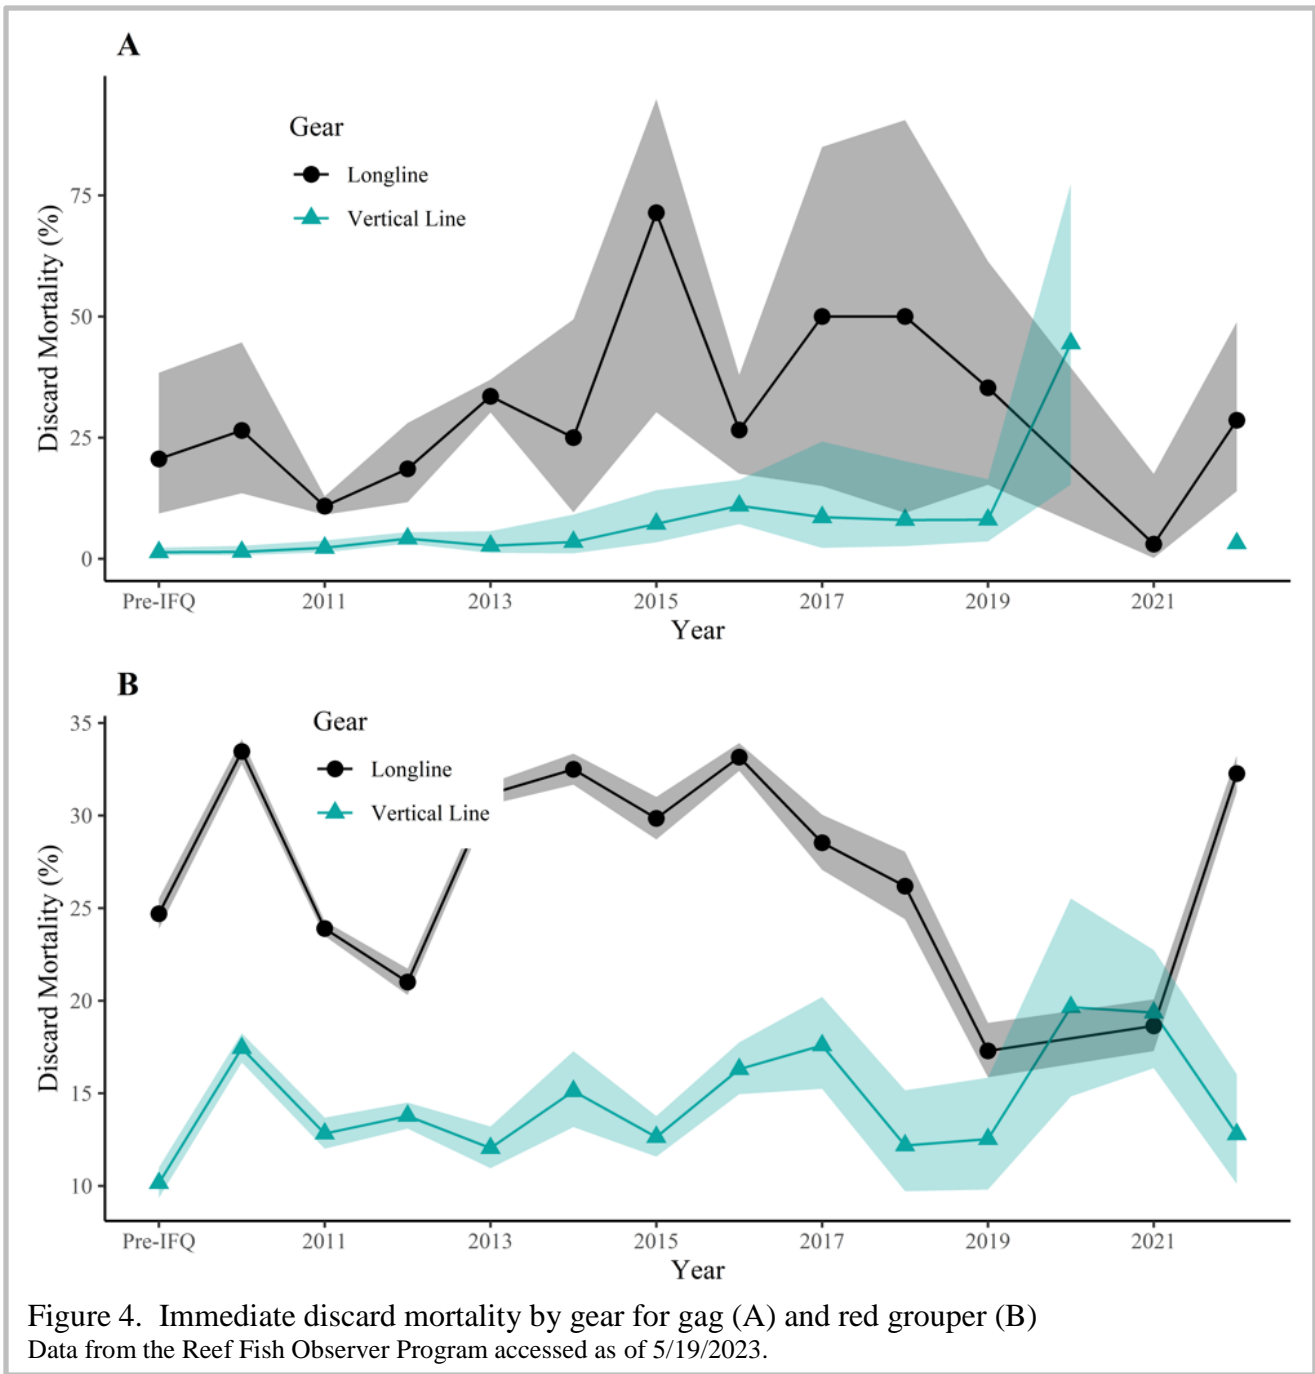 A
Gear
Longline
Vertical Line
75
50
25
0
Discard Mortality (%)
Pre-IFQ 2011 2013 2015 2017 2019 2021
Year
B
Gear
Longline
Vertical Line
35
30
25
20
15
10
Discard Mortality (%)
Pre-IFQ 2011 2013 2015 2017 2019 2021
Year
Figure 4. Immediate discard mortality by gear for gag (A) and red grouper (B)
Data from the Reef Fish Observer Program accessed as of 5/19/2023.